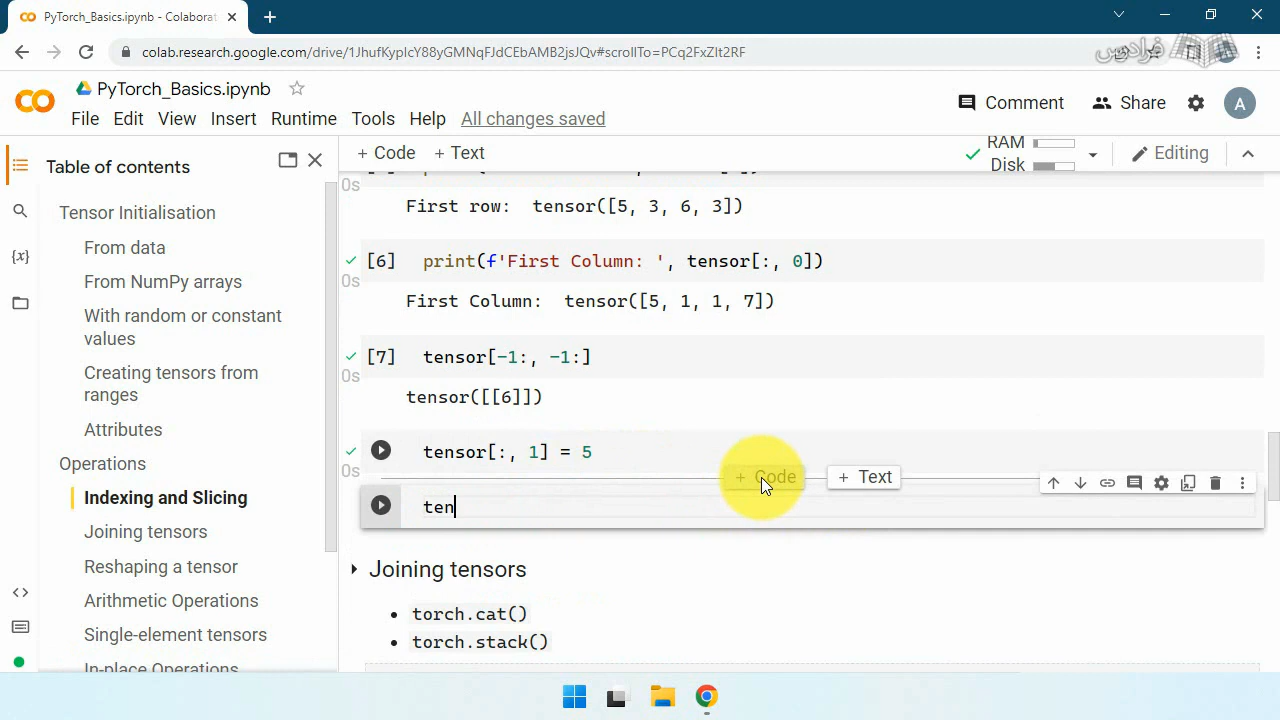 PyTorch_Basics.ipynb - Colaborat
colab.research.google.com/drive/1JhufKyplcY88yGMNqFJdCEbAMB2jsJQv#scrollTo=PCq2FxZIt2RF
فرادرس
PyTorch_Basics.ipynb
File Edit View Insert Runtime Tools Help All changes saved
Comment Share A
Table of contents
+ Code + Text
RAM
Disk
Editing
Tensor Initialisation
From data
From NumPy arrays
With random or constant
values
Creating tensors from
ranges
Attributes
Operations
Indexing and Slicing
Joining tensors
Reshaping a tensor
Arithmetic Operations
Single-element tensors
In-place Operations
{x}
<>
0s
First row: tensor([5, 3, 6, 3])
[6] print(f'First Column: ', tensor[:, 0])
0s
First Column: tensor([5, 1, 1, 7])
[7] tensor[-1:, -1:]
0s
tensor([[6]])
tensor[:, 1] = 5
0s
+ Code + Text
ten
Joining tensors
• torch.cat()
• torch.stack()